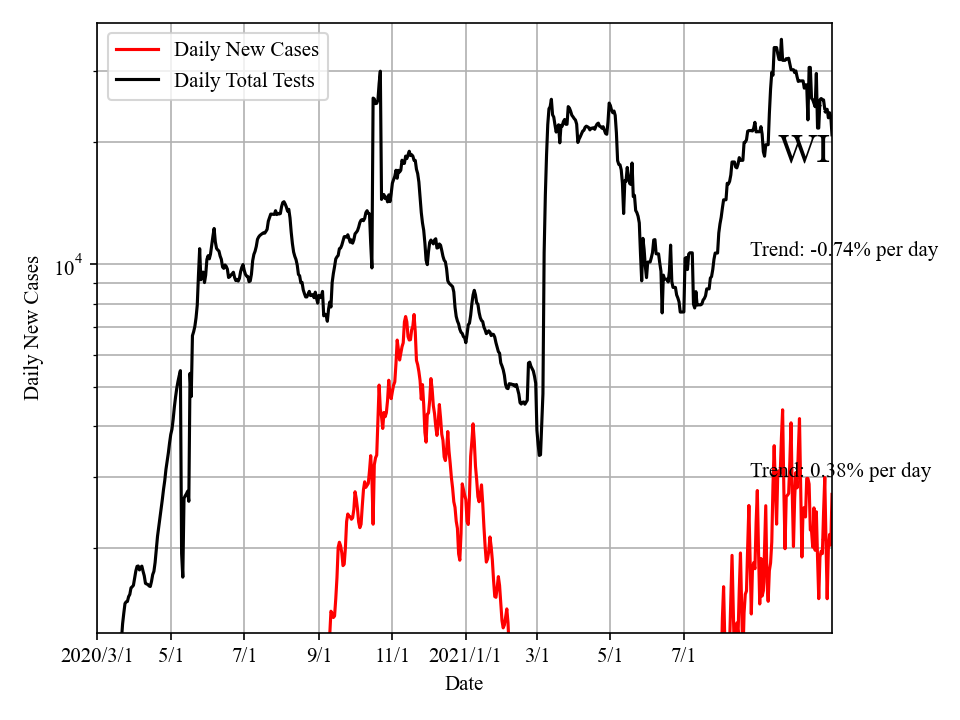 Daily New Cases
Daily Total Tests
WI
Trend: -0.74% per day
10^4
Daily New Cases
Trend: 0.38% per day
2020/3/1 5/1 7/1 9/1 11/1 2021/1/1 3/1 5/1 7/1
Date